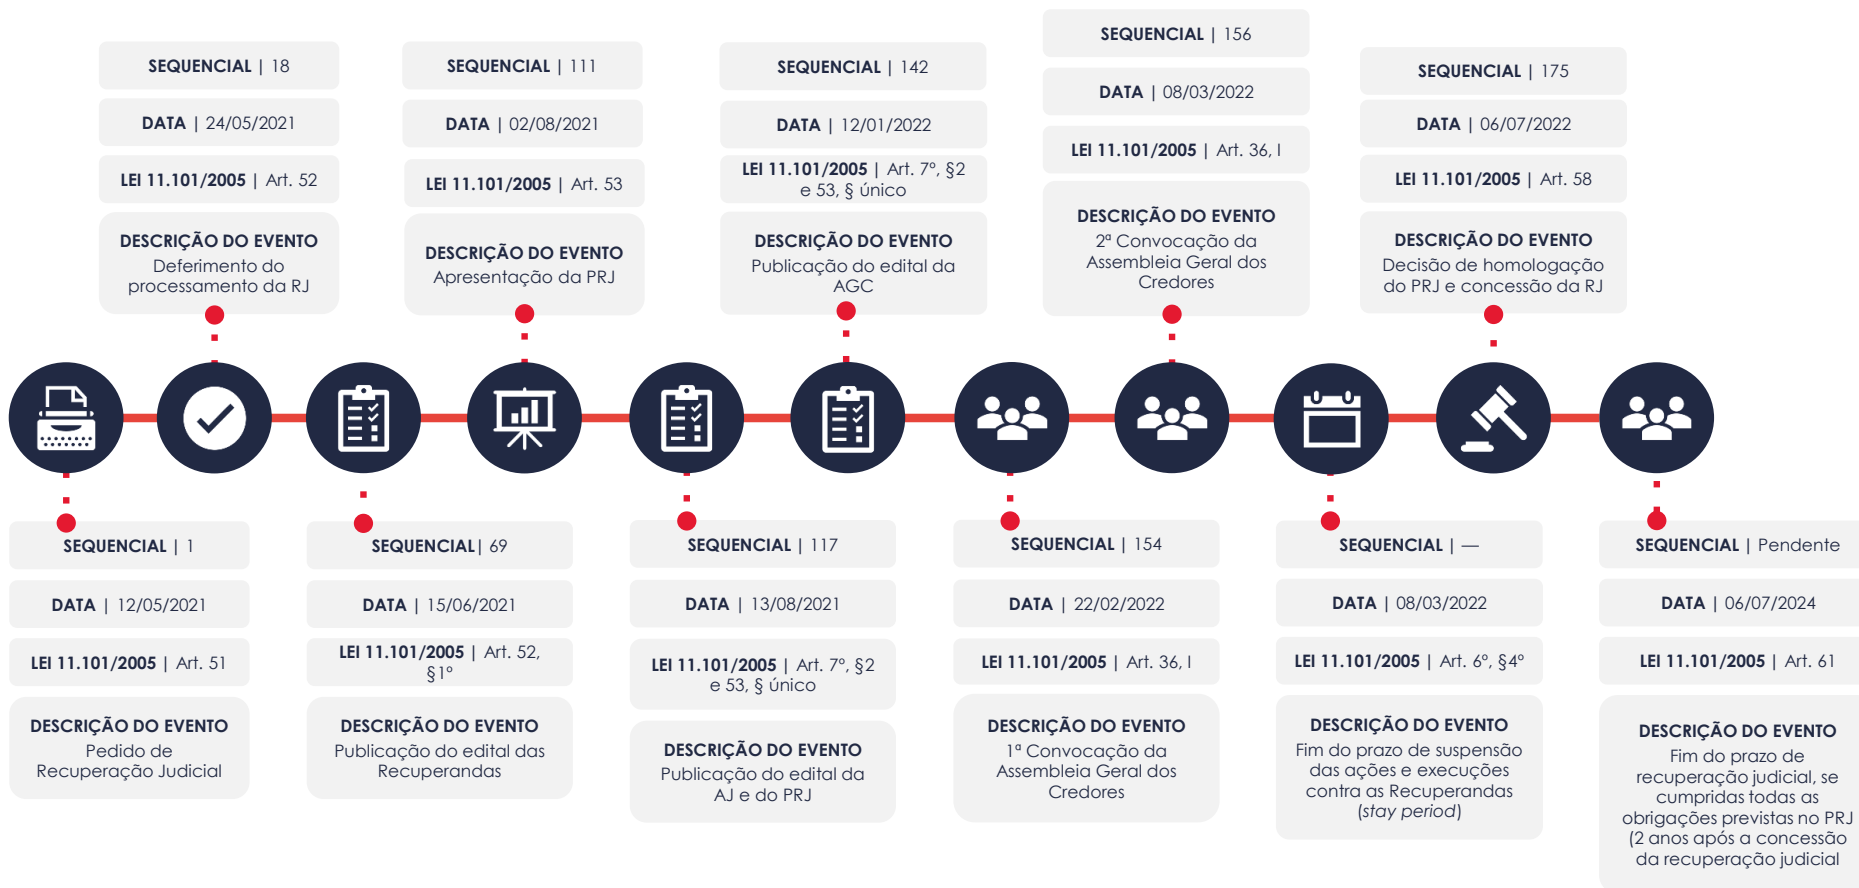 SEQUENCIAL | 18
DATA | 24/05/2021
LEI 11.101/2005 | Art. 52
DESCRIÇÃO DO EVENTO
Deferimento do
processamento da RJ
SEQUENCIAL | 111
DATA | 02/08/2021
LEI 11.101/2005 | Art. 53
DESCRIÇÃO DO EVENTO
Apresentação da PRJ
SEQUENCIAL | 142
DATA | 12/01/2022
LEI 11.101/2005 | Art. 7º, §2
e 53, § único
DESCRIÇÃO DO EVENTO
Publicação do edital da
AGC
SEQUENCIAL | 156
DATA | 08/03/2022
LEI 11.101/2005 | Art. 36, I
DESCRIÇÃO DO EVENTO
2ª Convocação da
Assembleia Geral dos
Credores
SEQUENCIAL | 175
DATA | 06/07/2022
LEI 11.101/2005 | Art. 58
DESCRIÇÃO DO EVENTO
Decisão de homologação
do PRJ e concessão da RJ
SEQUENCIAL | 1
DATA | 12/05/2021
LEI 11.101/2005 | Art. 51
DESCRIÇÃO DO EVENTO
Pedido de
Recuperação Judicial
SEQUENCIAL| 69
DATA | 15/06/2021
LEI 11.101/2005 | Art. 52,
§1º
DESCRIÇÃO DO EVENTO
Publicação do edital das
Recuperandas
SEQUENCIAL | 117
DATA | 13/08/2021
LEI 11.101/2005 | Art. 7º, §2
e 53, § único
DESCRIÇÃO DO EVENTO
Publicação do edital da
AJ e do PRJ
SEQUENCIAL | 154
DATA | 22/02/2022
LEI 11.101/2005 | Art. 36, I
DESCRIÇÃO DO EVENTO
1ª Convocação da
Assembleia Geral dos
Credores
SEQUENCIAL | —
DATA | 08/03/2022
LEI 11.101/2005 | Art. 6º, §4º
DESCRIÇÃO DO EVENTO
Fim do prazo de suspensão
das ações e execuções
contra as Recuperandas
(stay period)
SEQUENCIAL | Pendente
DATA | 06/07/2024
LEI 11.101/2005 | Art. 61
DESCRIÇÃO DO EVENTO
Fim do prazo de
recuperação judicial, se
cumpridas todas as
obrigações previstas no PRJ
(2 anos após a concessão
da recuperação judicial